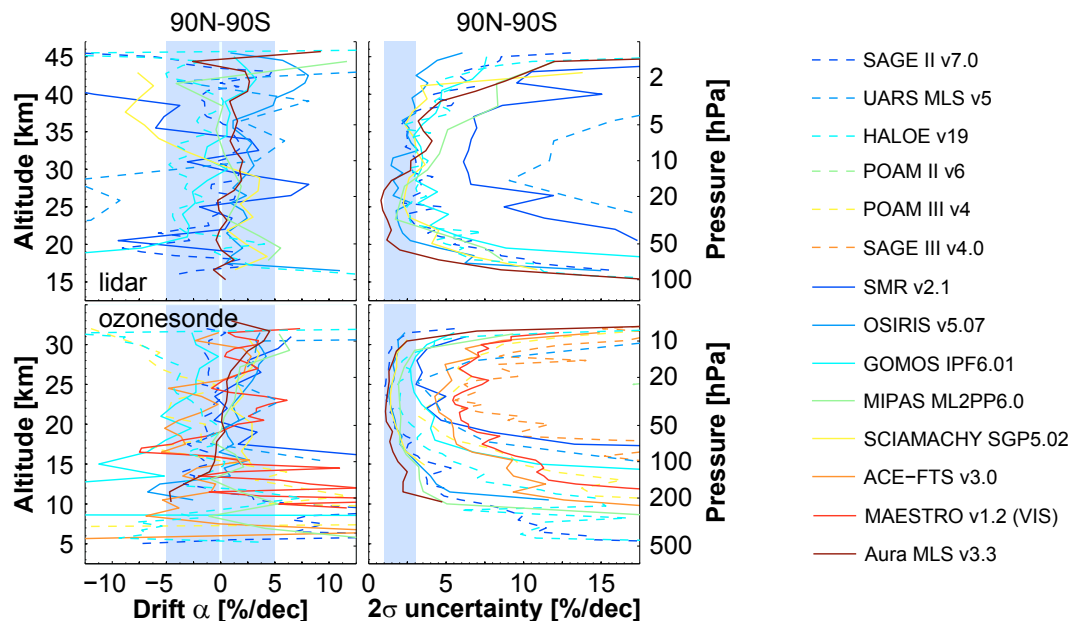 90N-90S
90N-90S
45
40
35
30
25
20
15
Altitude [km]
lidar
2
5
10
20
50
100
Pressure [hPa]
ozonesonde
30
25
20
15
10
5
Altitude [km]
10
20
50
100
200
500
Pressure [hPa]
−10
−5
0
5
10
Drift α [%/dec]
0
5
10
15
2σ uncertainty [%/dec]
SAGE II v7.0
UARS MLS v5
HALOE v19
POAM II v6
POAM III v4
SAGE III v4.0
SMR v2.1
OSIRIS v5.07
GOMOS IPF6.01
MIPAS ML2PP6.0
SCIAMACHY SGP5.02
ACE−FTS v3.0
MAESTRO v1.2 (VIS)
Aura MLS v3.3